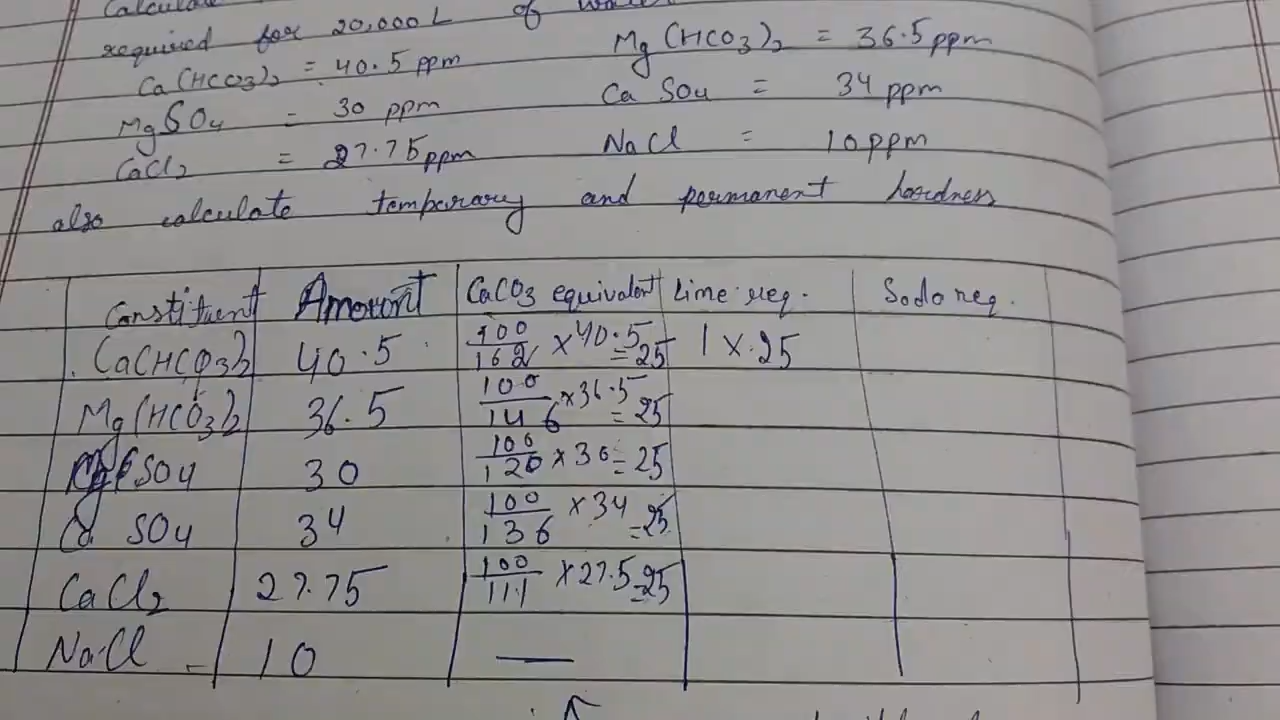 Calculate
required for 20,000L of water
Ca(HCO3)2 = 40.5 ppm Mg(HCO3)2 = 36.5 ppm
MgSO4 = 30 ppm CaSO4 = 34 ppm
CaCl2 = 27.75 ppm NaCl = 10 ppm
also calculate temperary and permanent hardness
Constituent Amount CaCO3 equivalent Lime req. Soda req.
Ca(HCO3)2 40.5 100/162 × 40.5 = 25 1 × 25
Mg(HCO3)2 36.5 100/146 × 36.5 = 25
MgSO4 30 100/120 × 30 = 25
CaSO4 34 100/136 × 34 = 25
CaCl2 27.75 100/111 × 27.5 = 25
NaCl 10 —